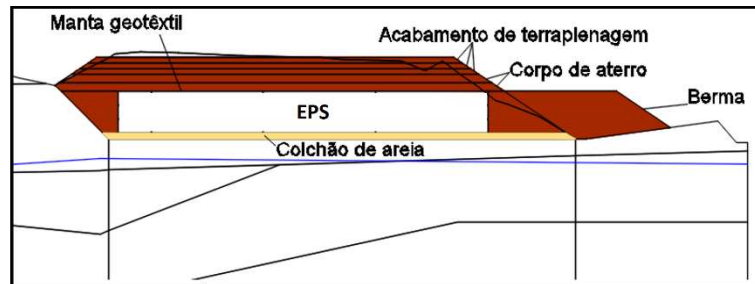 Manta geotêxtil
Acabamento de terraplenagem
Corpo de aterro
Berma
EPS
Colchão de areia